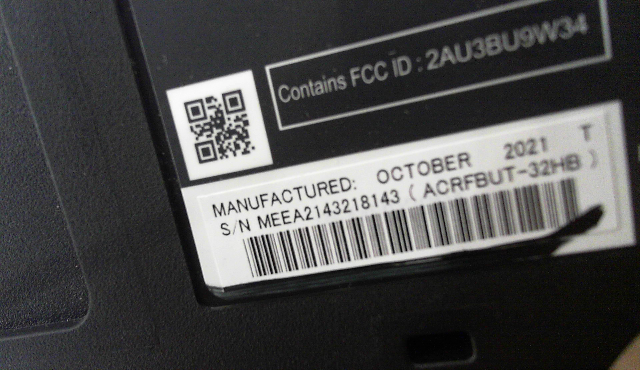 Contains FCC ID : 2AU3BU9W34
MANUFACTURED: OCTOBER 2021 T
S/N MEEA2143218143 ( ACRFBUT-32HB )